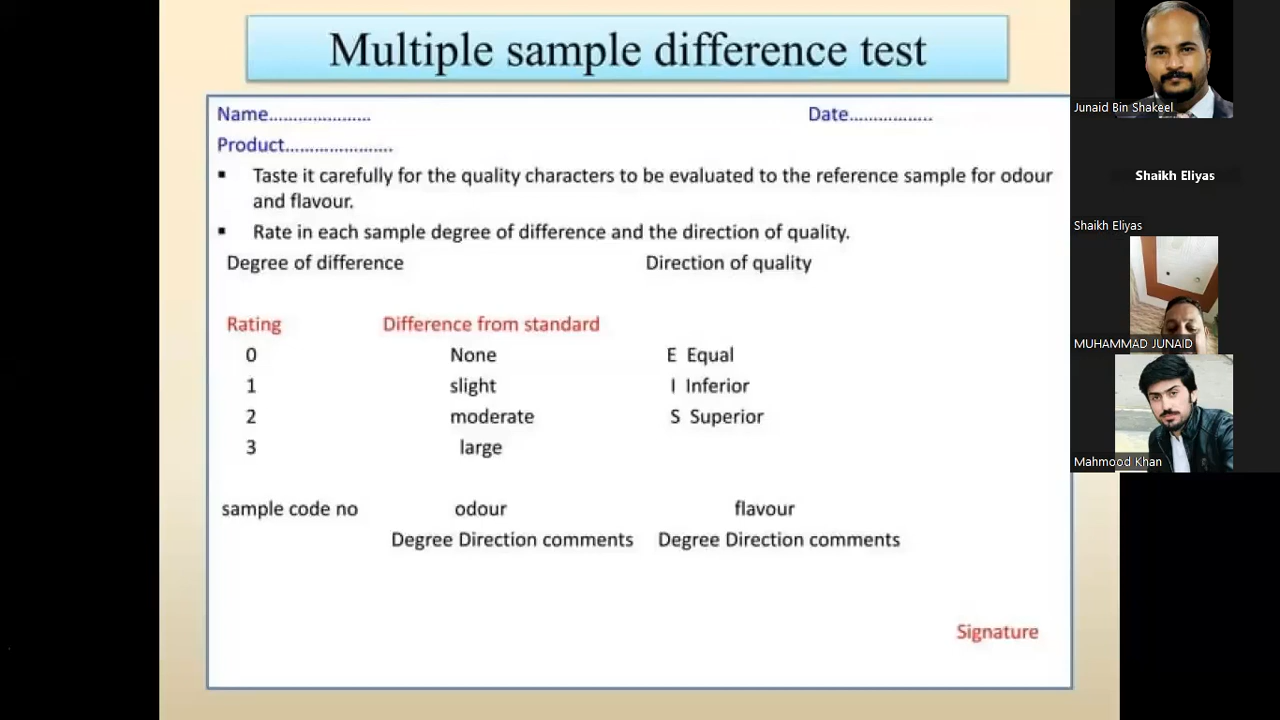 Multiple sample difference test
Name………………… Date……………..
Product………………….
▪ Taste it carefully for the quality characters to be evaluated to the reference sample for odour
and flavour.
▪ Rate in each sample degree of difference and the direction of quality.
Degree of difference Direction of quality
Rating Difference from standard
0 None E Equal
1 slight I Inferior
2 moderate S Superior
3 large
sample code no odour flavour
Degree Direction comments Degree Direction comments
Signature
Junaid Bin Shakeel
Shaikh Eliyas
Shaikh Eliyas
MUHAMMAD JUNAID
Mahmood Khan